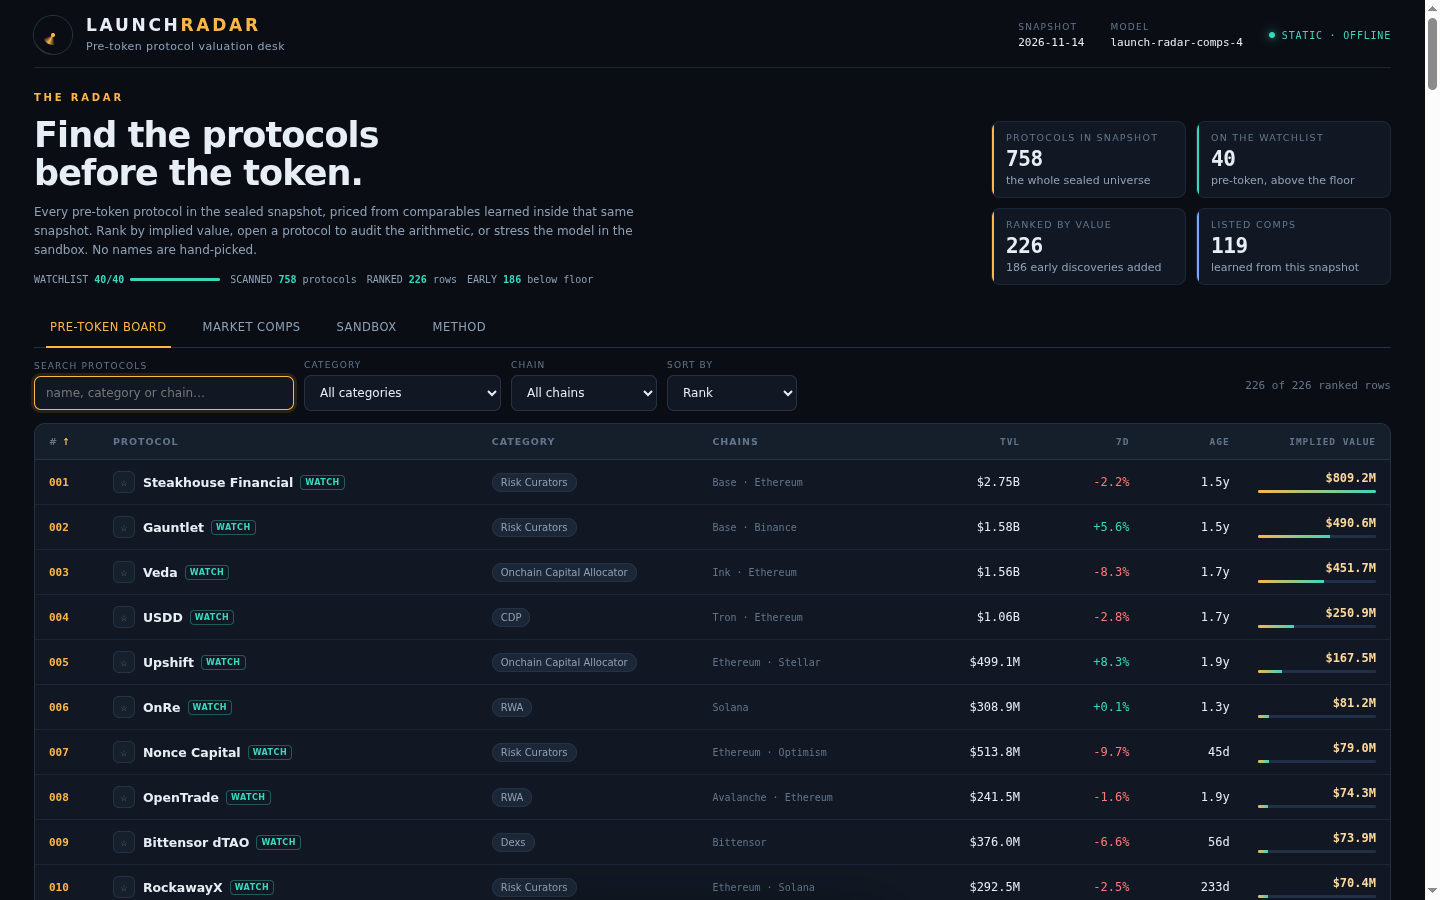 LAUNCHRADAR
Pre-token protocol valuation desk
SNAPSHOT
2026-11-14
MODEL
launch-radar-comps-4
STATIC · OFFLINE
THE RADAR
Find the protocols
before the token.
Every pre-token protocol in the sealed snapshot, priced from comparables learned inside that same
snapshot. Rank by implied value, open a protocol to audit the arithmetic, or stress the model in the
sandbox. No names are hand-picked.
WATCHLIST 40/40 SCANNED 758 protocols RANKED 226 rows EARLY 186 below floor
PROTOCOLS IN SNAPSHOT
758
the whole sealed universe
ON THE WATCHLIST
40
pre-token, above the floor
RANKED BY VALUE
226
186 early discoveries added
LISTED COMPS
119
learned from this snapshot
PRE-TOKEN BOARD MARKET COMPS SANDBOX METHOD
SEARCH PROTOCOLS
name, category or chain...
CATEGORY
All categories
CHAIN
All chains
SORT BY
Rank
226 of 226 ranked rows
# ↑ PROTOCOL CATEGORY CHAINS TVL 7D AGE IMPLIED VALUE
001 ☆ Steakhouse Financial WATCH Risk Curators Base · Ethereum $2.75B -2.2% 1.5y $809.2M
002 ☆ Gauntlet WATCH Risk Curators Base · Binance $1.58B +5.6% 1.5y $490.6M
003 ☆ Veda WATCH Onchain Capital Allocator Ink · Ethereum $1.56B -8.3% 1.7y $451.7M
004 ☆ USDD WATCH CDP Tron · Ethereum $1.06B -2.8% 1.7y $250.9M
005 ☆ Upshift WATCH Onchain Capital Allocator Ethereum · Stellar $499.1M +8.3% 1.9y $167.5M
006 ☆ OnRe WATCH RWA Solana $308.9M +0.1% 1.3y $81.2M
007 ☆ Nonce Capital WATCH Risk Curators Ethereum · Optimism $513.8M -9.7% 45d $79.0M
008 ☆ OpenTrade WATCH RWA Avalanche · Ethereum $241.5M -1.6% 1.9y $74.3M
009 ☆ Bittensor dTAO WATCH Dexs Bittensor $376.0M -6.6% 56d $73.9M
010 ☆ RockawayX WATCH Risk Curators Ethereum · Solana $292.5M -2.5% 233d $70.4M